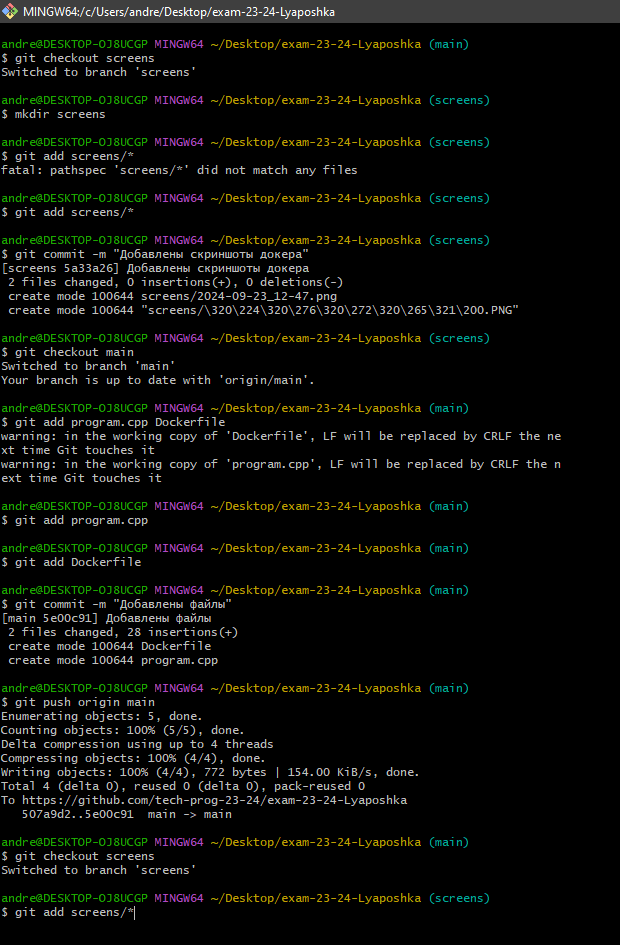 MINGW64:/c/Users/andre/Desktop/exam-23-24-Lyaposhka
andre@DESKTOP-OJ8UCGP MINGW64 ~/Desktop/exam-23-24-Lyaposhka (main)
$ git checkout screens
Switched to branch 'screens'
andre@DESKTOP-OJ8UCGP MINGW64 ~/Desktop/exam-23-24-Lyaposhka (screens)
$ mkdir screens
andre@DESKTOP-OJ8UCGP MINGW64 ~/Desktop/exam-23-24-Lyaposhka (screens)
$ git add screens/*
fatal: pathspec 'screens/*' did not match any files
andre@DESKTOP-OJ8UCGP MINGW64 ~/Desktop/exam-23-24-Lyaposhka (screens)
$ git add screens/*
andre@DESKTOP-OJ8UCGP MINGW64 ~/Desktop/exam-23-24-Lyaposhka (screens)
$ git commit -m "Добавлены скриншоты докера"
[screens 5a33a26] Добавлены скриншоты докера
 2 files changed, 0 insertions(+), 0 deletions(-)
 create mode 100644 screens/2024-09-23_12-47.png
 create mode 100644 "screens/\320\224\320\276\320\272\320\265\321\200.PNG"
andre@DESKTOP-OJ8UCGP MINGW64 ~/Desktop/exam-23-24-Lyaposhka (screens)
$ git checkout main
Switched to branch 'main'
Your branch is up to date with 'origin/main'.
andre@DESKTOP-OJ8UCGP MINGW64 ~/Desktop/exam-23-24-Lyaposhka (main)
$ git add program.cpp Dockerfile
warning: in the working copy of 'Dockerfile', LF will be replaced by CRLF the ne
xt time Git touches it
warning: in the working copy of 'program.cpp', LF will be replaced by CRLF the n
ext time Git touches it
andre@DESKTOP-OJ8UCGP MINGW64 ~/Desktop/exam-23-24-Lyaposhka (main)
$ git add program.cpp
andre@DESKTOP-OJ8UCGP MINGW64 ~/Desktop/exam-23-24-Lyaposhka (main)
$ git add Dockerfile
andre@DESKTOP-OJ8UCGP MINGW64 ~/Desktop/exam-23-24-Lyaposhka (main)
$ git commit -m "Добавлены файлы"
[main 5e00c91] Добавлены файлы
 2 files changed, 28 insertions(+)
 create mode 100644 Dockerfile
 create mode 100644 program.cpp
andre@DESKTOP-OJ8UCGP MINGW64 ~/Desktop/exam-23-24-Lyaposhka (main)
$ git push origin main
Enumerating objects: 5, done.
Counting objects: 100% (5/5), done.
Delta compression using up to 4 threads
Compressing objects: 100% (4/4), done.
Writing objects: 100% (4/4), 772 bytes | 154.00 KiB/s, done.
Total 4 (delta 0), reused 0 (delta 0), pack-reused 0
To https://github.com/tech-prog-23-24/exam-23-24-Lyaposhka
   507a9d2..5e00c91  main -> main
andre@DESKTOP-OJ8UCGP MINGW64 ~/Desktop/exam-23-24-Lyaposhka (main)
$ git checkout screens
Switched to branch 'screens'
andre@DESKTOP-OJ8UCGP MINGW64 ~/Desktop/exam-23-24-Lyaposhka (screens)
$ git add screens/*